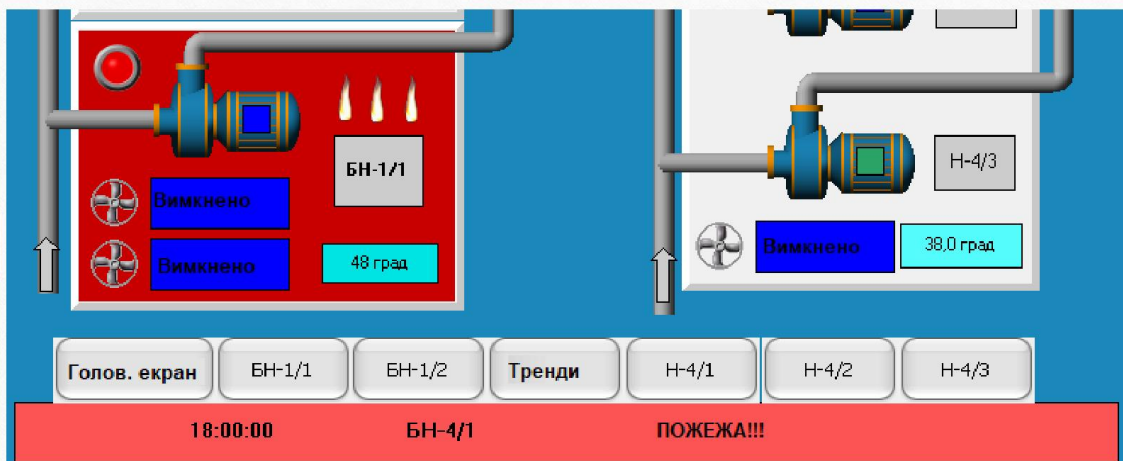 БН-1/1
Вимкнено
Вимкнено
48 град
Н-4/3
Вимкнено
38,0 град
Голов. екран
БН-1/1
БН-1/2
Тренди
Н-4/1
Н-4/2
Н-4/3
18:00:00 БН-4/1 ПОЖЕЖА!!!